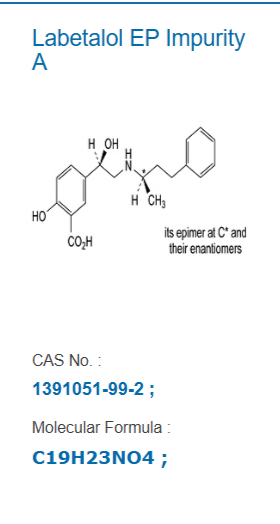 Labetalol EP Impurity
A
H OH
H
N
*
H CH₃
HO
CO₂H
its epimer at C* and
their enantiomers
CAS No. :
1391051-99-2 ;
Molecular Formula :
C19H23NO4 ;